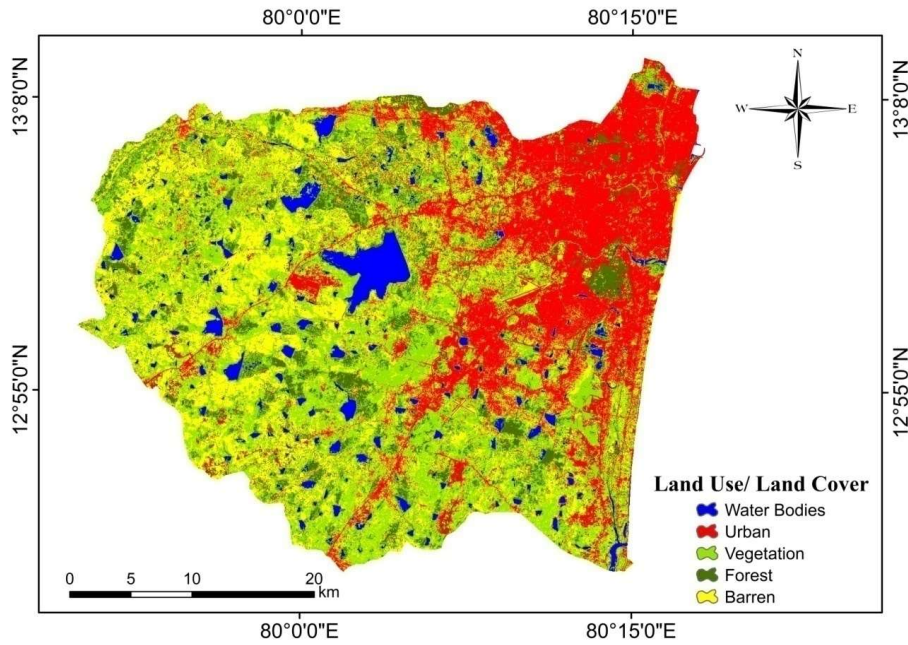 80°0'0"E 80°15'0"E
13°8'0"N
13°8'0"N
N
W E
S
12°55'0"N
12°55'0"N
Land Use/ Land Cover
Water Bodies
Urban
Vegetation
Forest
Barren
0 5 10 20
km
80°0'0"E 80°15'0"E